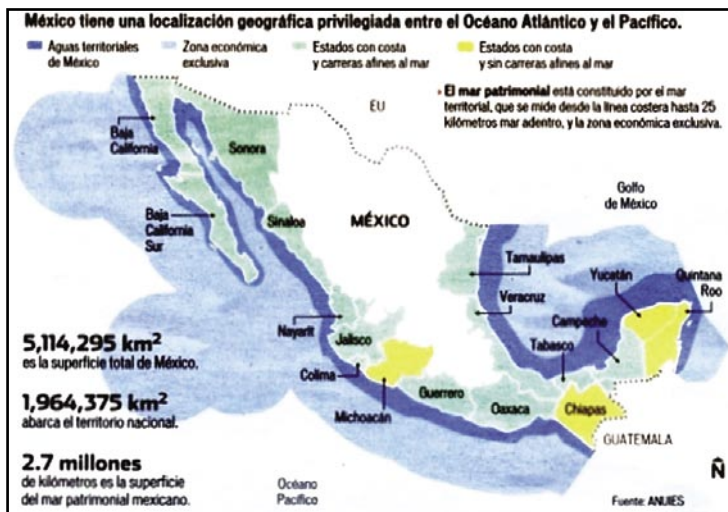 México tiene una localización geográfica privilegiada entre el Océano Atlántico y el Pacífico.
Aguas territoriales
de México
Zona económica
exclusiva
Estados con costa
y carreras afines al mar
Estados con costa
y sin carreras afines al mar
El mar patrimonial está constituido por el mar
territorial, que se mide desde la línea costera hasta 25
kilómetros mar adentro, y la zona económica exclusiva.
EU
Baja
California
Sonora
Golfo
de México
Baja
California
Sur
Sinaloa
MÉXICO
Tamaulipas
Yucatán
Quintana
Roo
Veracruz
Nayarit
Campeche
Jalisco
Tabasco
Colima
Guerrero
Michoacán
Oaxaca
Chiapas
GUATEMALA
5,114,295 km²
es la superficie total de México.
1,964,375 km²
abarca el territorio nacional.
2.7 millones
de kilómetros es la superficie
del mar patrimonial mexicano.
Océano
Pacífico
N
Fuente: ANUIES